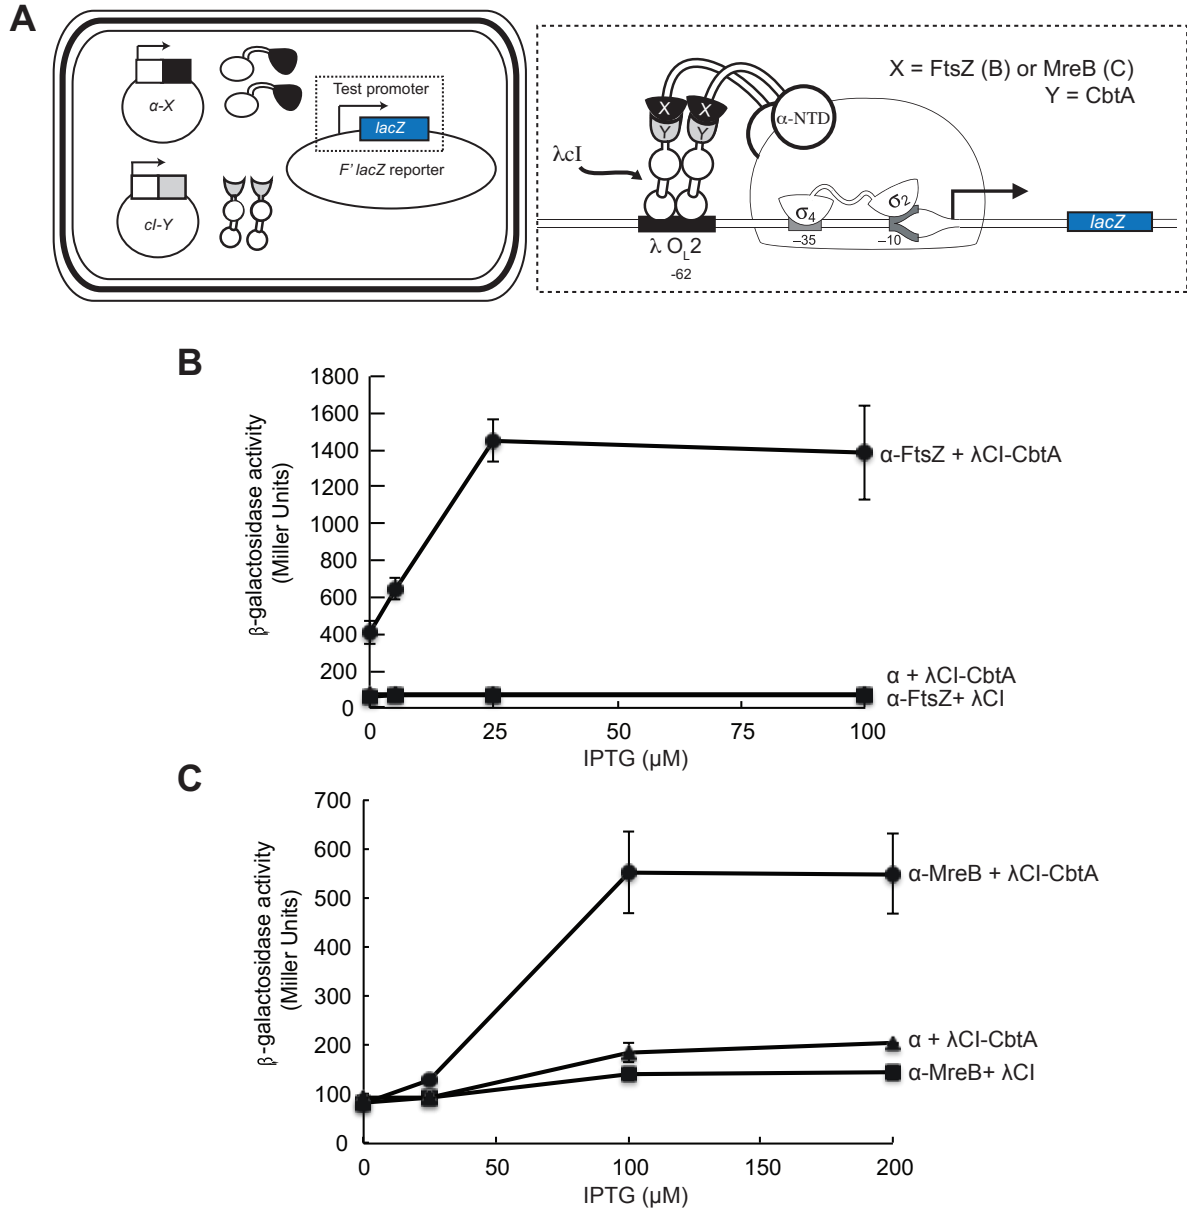 A
α-X
cI-Y
Test promoter
lacZ
F' lacZ reporter
X = FtsZ (B) or MreB (C)
Y = CbtA
λcI
X
X
Y
Y
α-NTD
σ4
σ2
–35
–10
lacZ
λ OL2
-62
B
β-galactosidase activity
(Miller Units)
1800
1600
1400
1200
1000
800
600
400
200
0
0 25 50 75 100
IPTG (µM)
α-FtsZ + λCI-CbtA
α + λCI-CbtA
α-FtsZ+ λCI
C
β-galactosidase activity
(Miller Units)
700
600
500
400
300
200
100
0
0 50 100 150 200
IPTG (µM)
α-MreB + λCI-CbtA
α + λCI-CbtA
α-MreB+ λCI